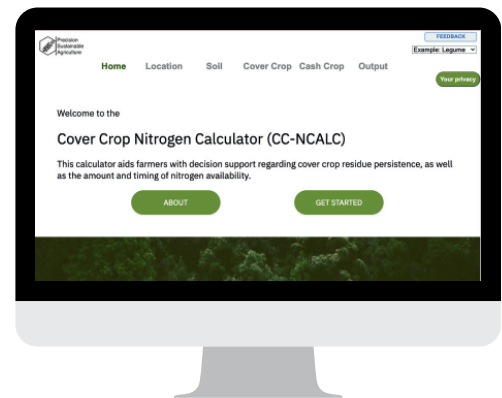 Precision
Sustainable
Agriculture
FEEDBACK
Example: Legume
Home Location Soil Cover Crop Cash Crop Output
Your privacy
Welcome to the
Cover Crop Nitrogen Calculator (CC-NCALC)
This calculator aids farmers with decision support regarding cover crop residue persistence, as well
as the amount and timing of nitrogen availability.
ABOUT GET STARTED